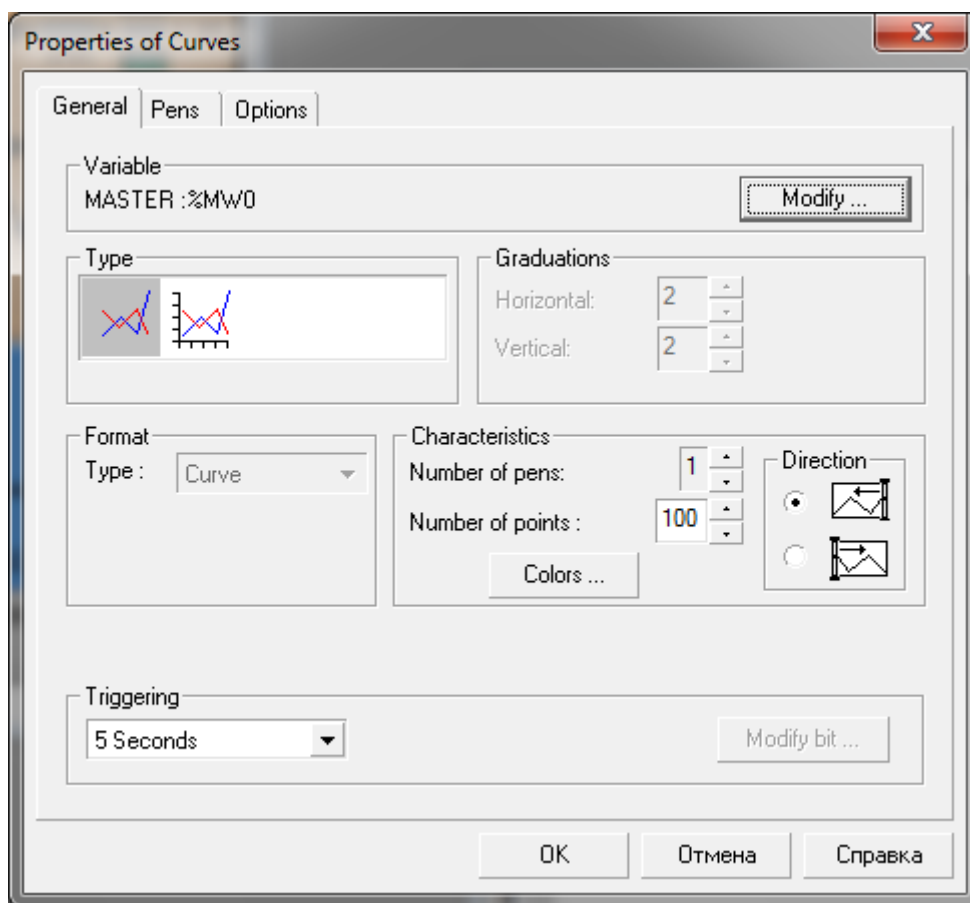 Properties of Curves
General Pens Options
Variable
MASTER :%MW0
Modify ...
Type
Graduations
Horizontal: 2
Vertical: 2
Format
Type : Curve
Characteristics
Number of pens: 1
Number of points : 100
Colors ...
Direction
Triggering
5 Seconds
Modify bit ...
OK Отмена Справка